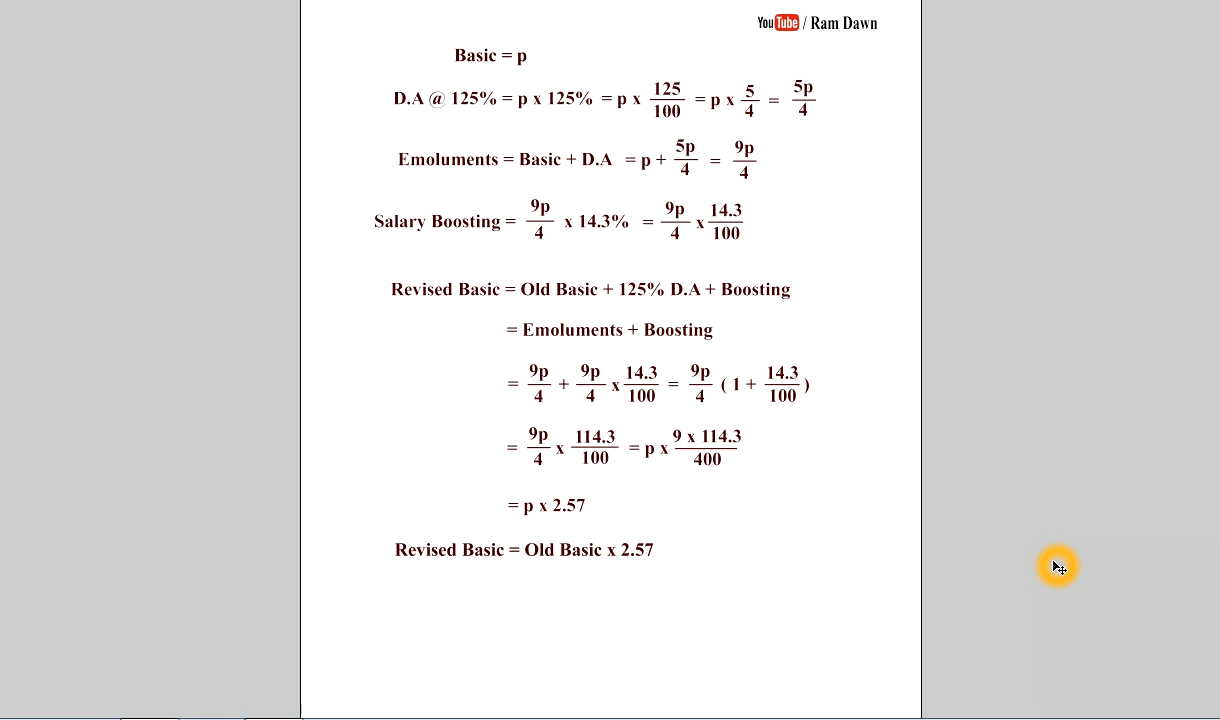 YouTube / Ram Dawn
Basic = p
D.A @ 125% = p x 125% = p x 125/100 = p x 5/4 = 5p/4
Emoluments = Basic + D.A = p + 5p/4 = 9p/4
Salary Boosting = 9p/4 x 14.3% = 9p/4 x 14.3/100
Revised Basic = Old Basic + 125% D.A + Boosting
= Emoluments + Boosting
= 9p/4 + 9p/4 x 14.3/100 = 9p/4 ( 1 + 14.3/100 )
= 9p/4 x 114.3/100 = p x 9 x 114.3/400
= p x 2.57
Revised Basic = Old Basic x 2.57